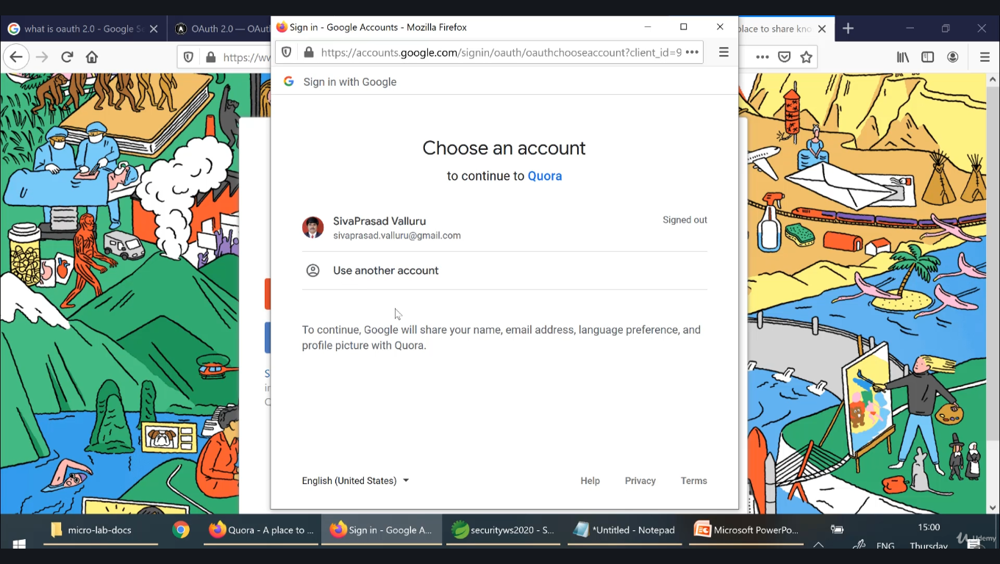 what is oauth 2.0 - Google S
OAuth 2.0 — OAut
Sign in - Google Accounts - Mozilla Firefox
place to share kno
https://ww
https://accounts.google.com/signin/oauth/oauthchooseaccount?client_id=9
Sign in with Google
Choose an account
to continue to Quora
SivaPrasad Valluru
Signed out
sivaprasad.valluru@gmail.com
Use another account
To continue, Google will share your name, email address, language preference, and
profile picture with Quora.
S
in
Q
English (United States)
Help
Privacy
Terms
micro-lab-docs
Quora - A place to ...
Sign in - Google A...
securityws2020 - S...
*Untitled - Notepad
Microsoft PowerPo...
15:00
ENG
Thursday
Udemy